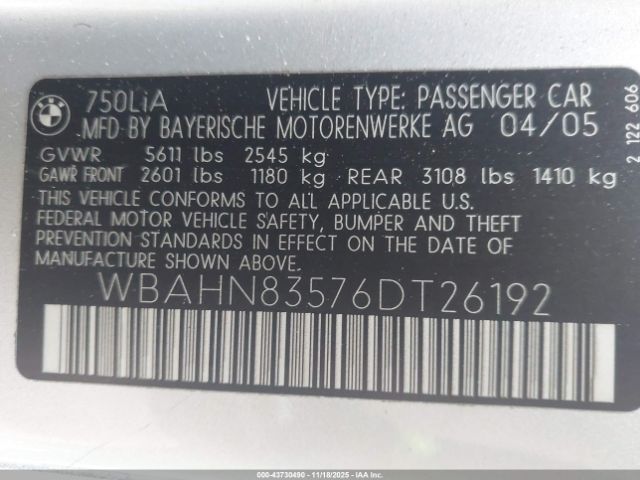 BMW
750LiA VEHICLE TYPE: PASSENGER CAR
MFD BY BAYERISCHE MOTORENWERKE AG 04/05
GVWR 5611 lbs 2545 kg
GAWR FRONT 2601 lbs 1180 kg REAR 3108 lbs 1410 kg
THIS VEHICLE CONFORMS TO ALL APPLICABLE U.S.
FEDERAL MOTOR VEHICLE SAFETY, BUMPER AND THEFT
PREVENTION STANDARDS IN EFFECT ON THE DATE OF
MANUFACTURE SHOWN ABOVE.
WBAHN83576DT26192
2 122 606
000-43730490 - 11/18/2025 - IAAI.COM